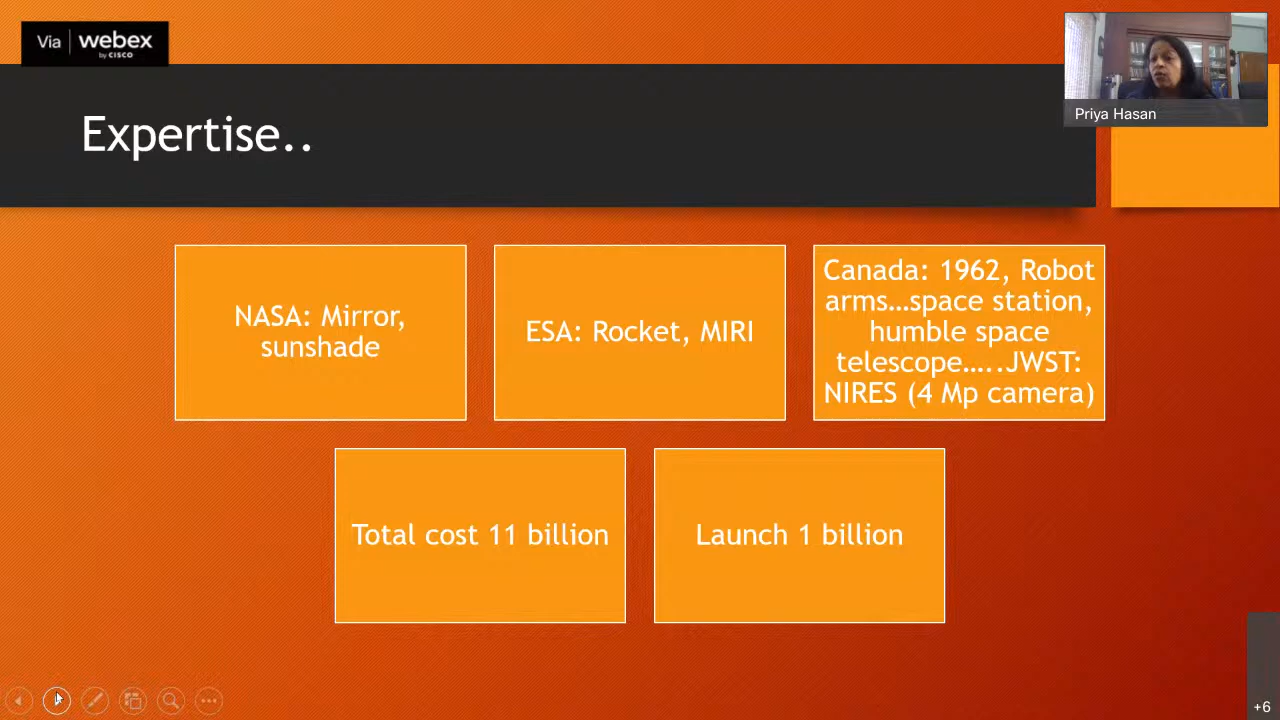 Via webex
by CISCO
Priya Hasan
Expertise..
NASA: Mirror,
sunshade
ESA: Rocket, MIRI
Canada: 1962, Robot
arms…space station,
humble space
telescope…..JWST:
NIRES (4 Mp camera)
Total cost 11 billion
Launch 1 billion
+6